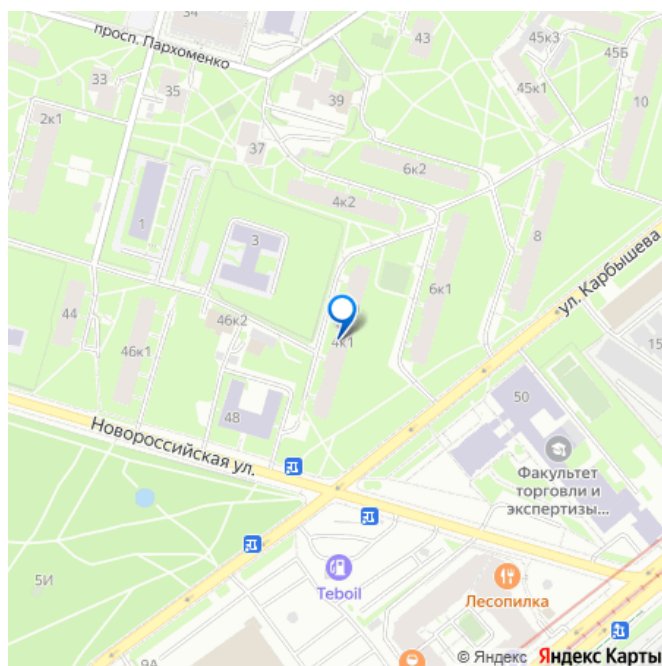 34
43
45к3
45Б
просп. Пархоменко
33
35
39
45к1
10
2к1
37
6к2
4к2
1
3
8
ул. Карбышева
6к1
44
46к2
46к1
4к1
15
48
50
Новороссийская ул.
Факультет
торговли и
экспертизы...
5И
Teboil
Лесопилка
9А
© Яндекс Яндекс Карты